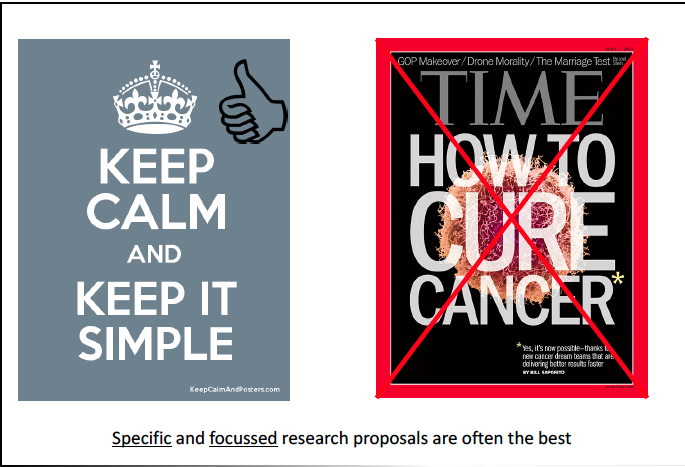 KEEP
CALM
AND
KEEP IT
SIMPLE
KeepCalmAndPosters.com
GOP Makeover / Drone Morality / The Marriage Test
TIME
HOW TO
CURE
CANCER*
*Yes, it's now possible—thanks to
new cancer dream teams that are
delivering better results faster
BY BILL SAPORITO
Specific and focussed research proposals are often the best